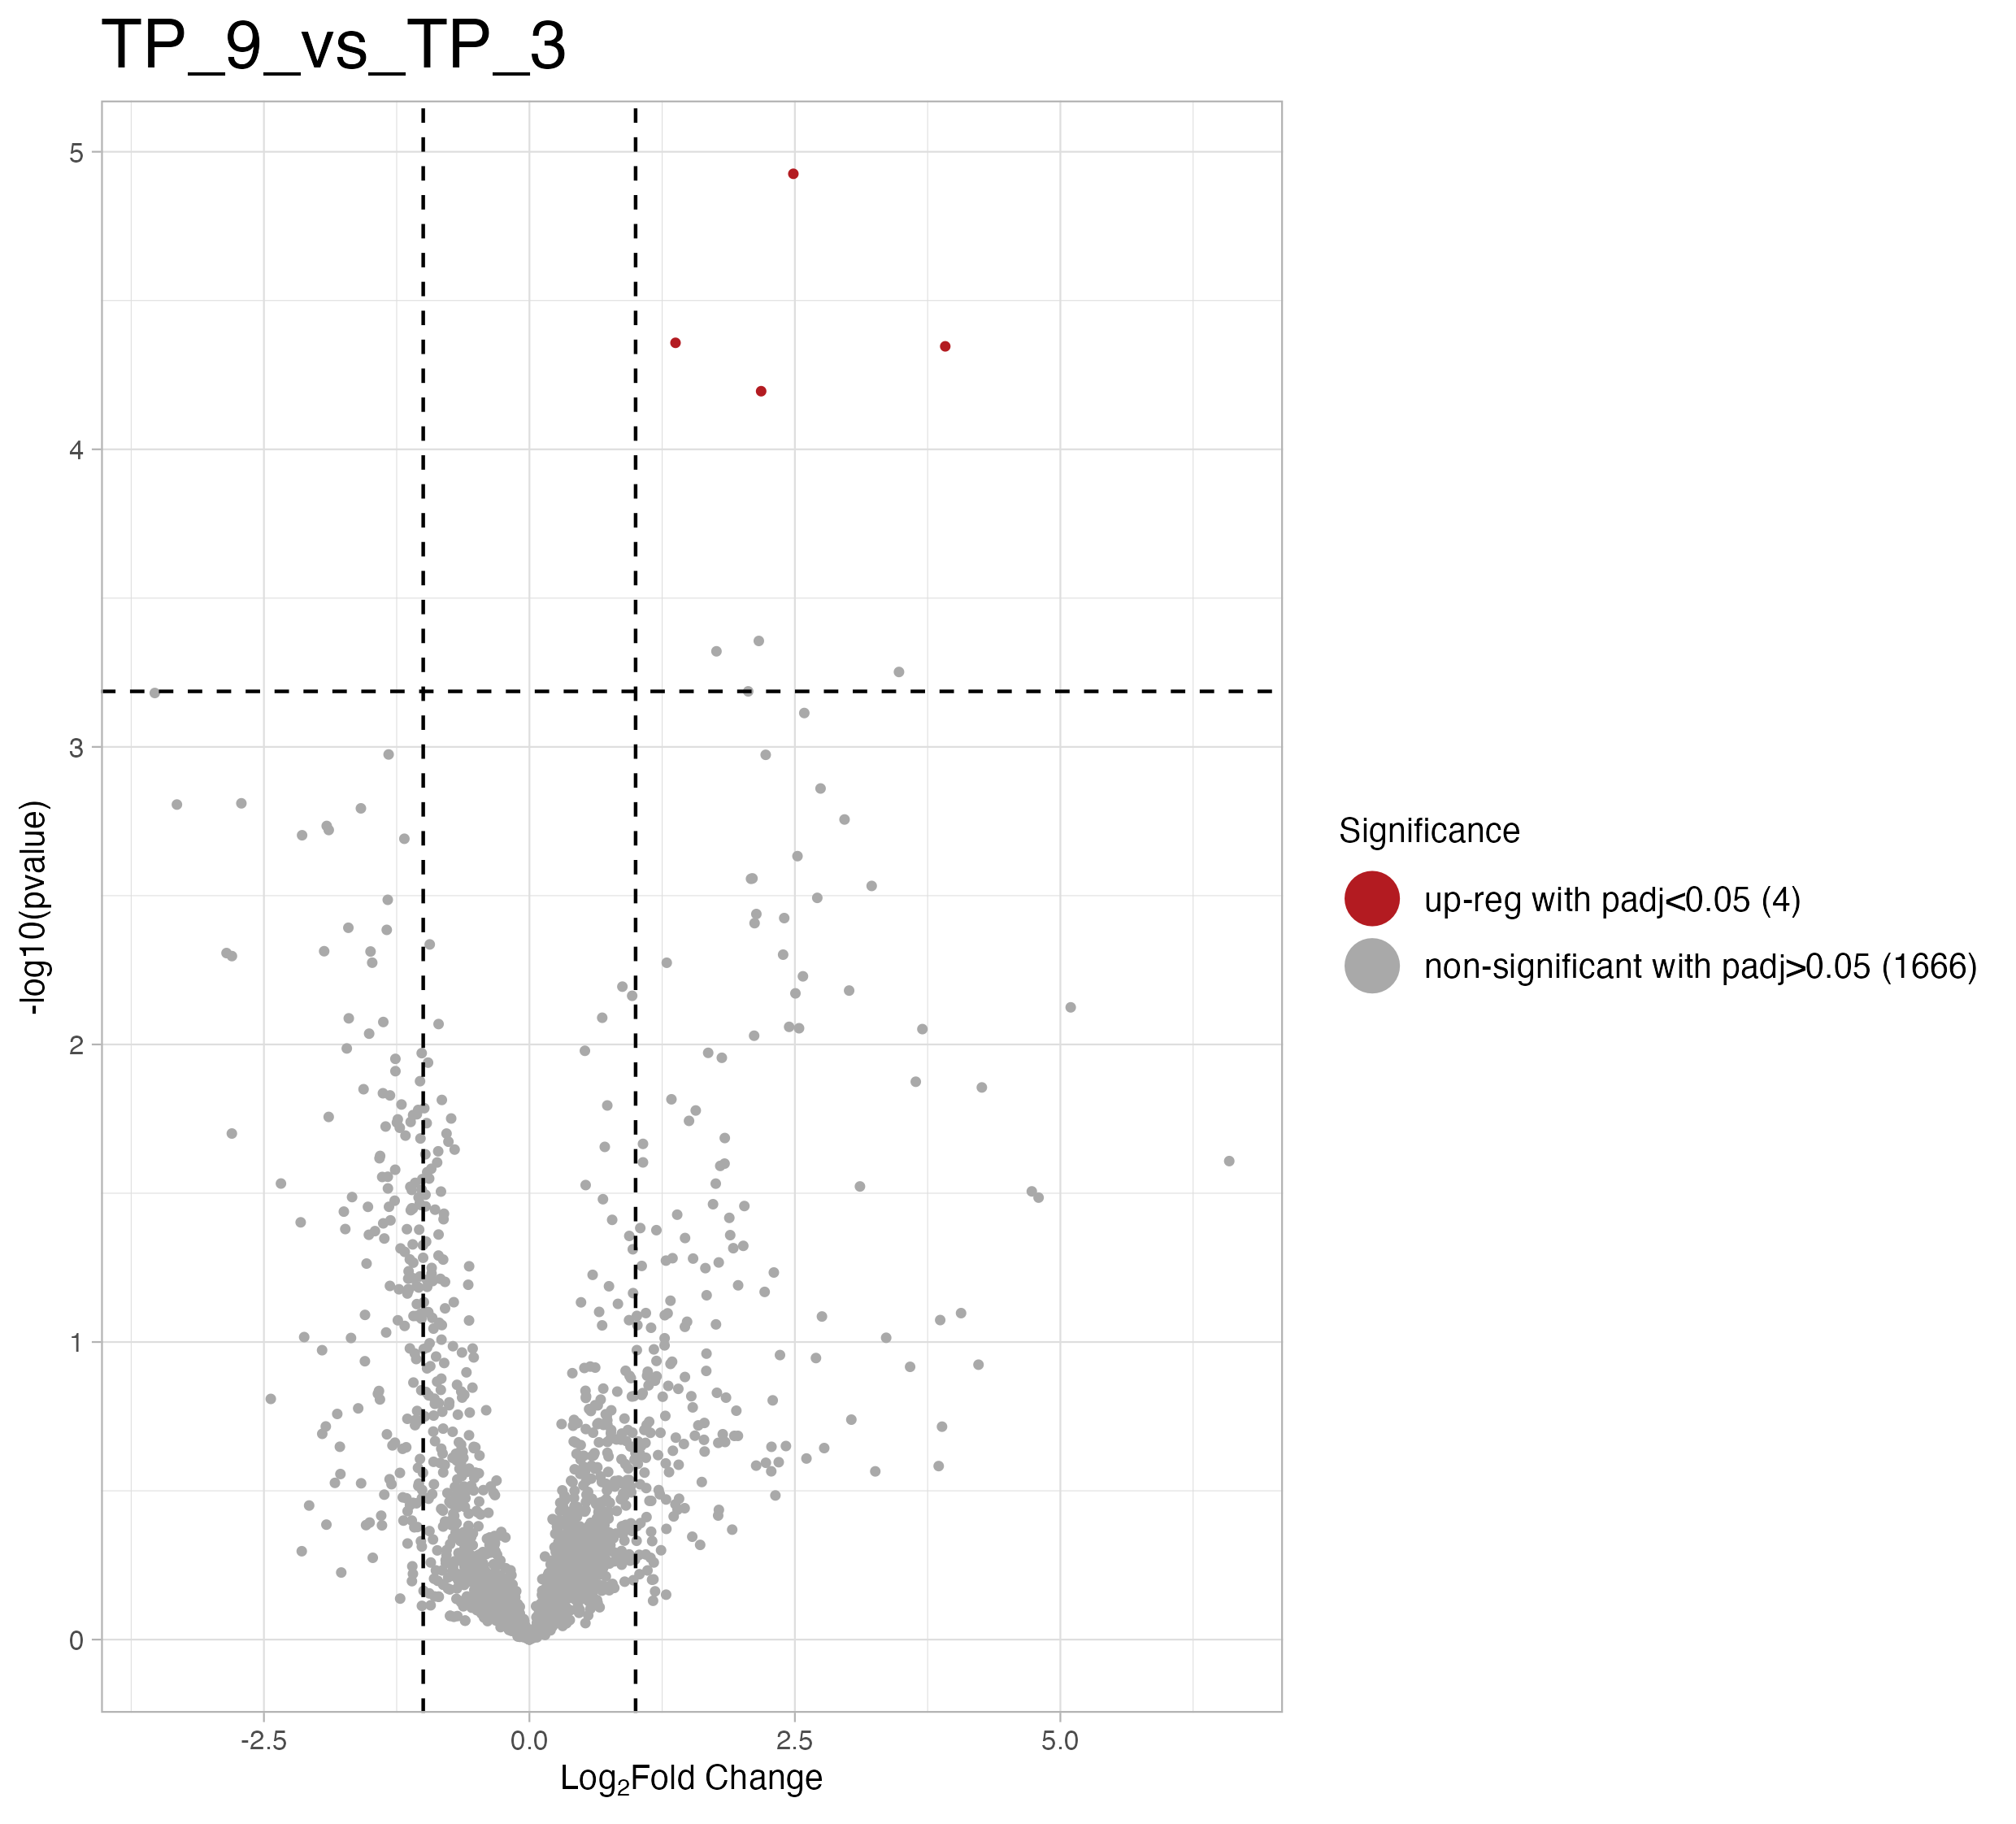 TP_9_vs_TP_3
5
4
3
2
1
0
-log10(pvalue)
-2.5 0.0 2.5 5.0
Log₂Fold Change
Significance
up-reg with padj<0.05 (4)
non-significant with padj>0.05 (1666)